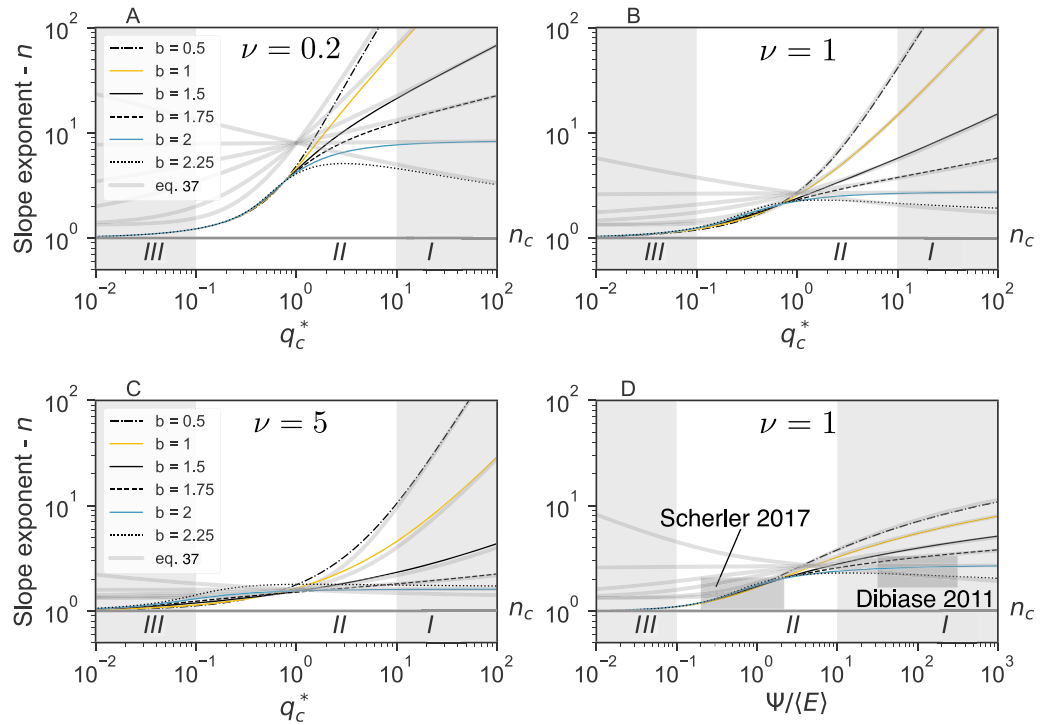 A
ν = 0.2
Slope exponent - n
10^2
10^1
10^0
b = 0.5
b = 1
b = 1.5
b = 1.75
b = 2
b = 2.25
eq. 37
III
II
I
n_c
10^-2
10^-1
10^0
10^1
10^2
q_c^*
B
ν = 1
10^2
10^1
10^0
III
II
I
n_c
10^-2
10^-1
10^0
10^1
10^2
q_c^*
C
ν = 5
Slope exponent - n
10^2
10^1
10^0
b = 0.5
b = 1
b = 1.5
b = 1.75
b = 2
b = 2.25
eq. 37
III
II
I
10^-2
10^-1
10^0
10^1
10^2
q_c^*
D
ν = 1
10^2
10^1
10^0
Scherler 2017
Dibiase 2011
III
II
I
n_c
10^-2
10^-1
10^0
10^1
10^2
10^3
Ψ/⟨E⟩